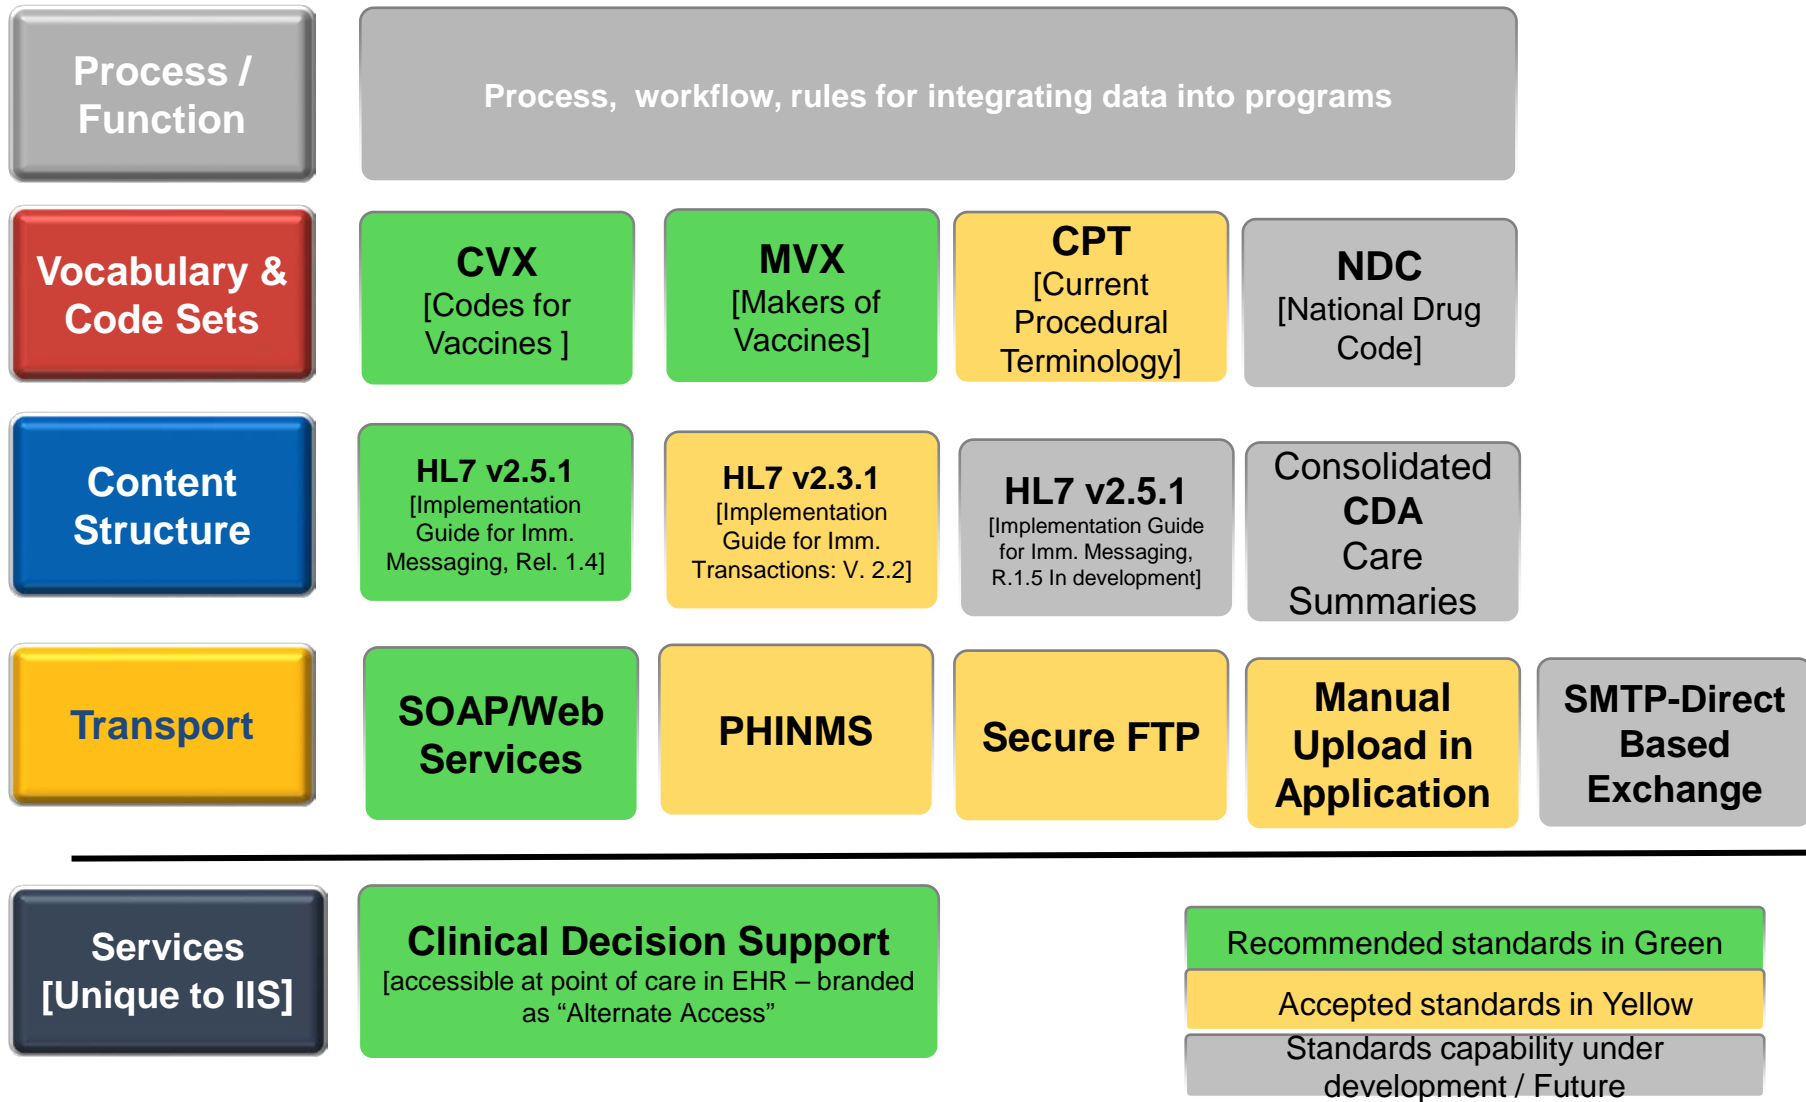 Process /
Function
Process, workflow, rules for integrating data into programs
Vocabulary &
Code Sets
CVX
[Codes for
Vaccines ]
MVX
[Makers of
Vaccines]
CPT
[Current
Procedural
Terminology]
NDC
[National Drug
Code]
Content
Structure
HL7 v2.5.1
[Implementation
Guide for Imm.
Messaging, Rel. 1.4]
HL7 v2.3.1
[Implementation
Guide for Imm.
Transactions: V. 2.2]
HL7 v2.5.1
[Implementation Guide
for Imm. Messaging,
R.1.5 In development]
Consolidated
CDA
Care
Summaries
Transport
SOAP/Web
Services
PHINMS
Secure FTP
Manual
Upload in
Application
SMTP-Direct
Based
Exchange
Services
[Unique to IIS]
Clinical Decision Support
[accessible at point of care in EHR – branded
as “Alternate Access”
Recommended standards in Green
Accepted standards in Yellow
Standards capability under
development / Future